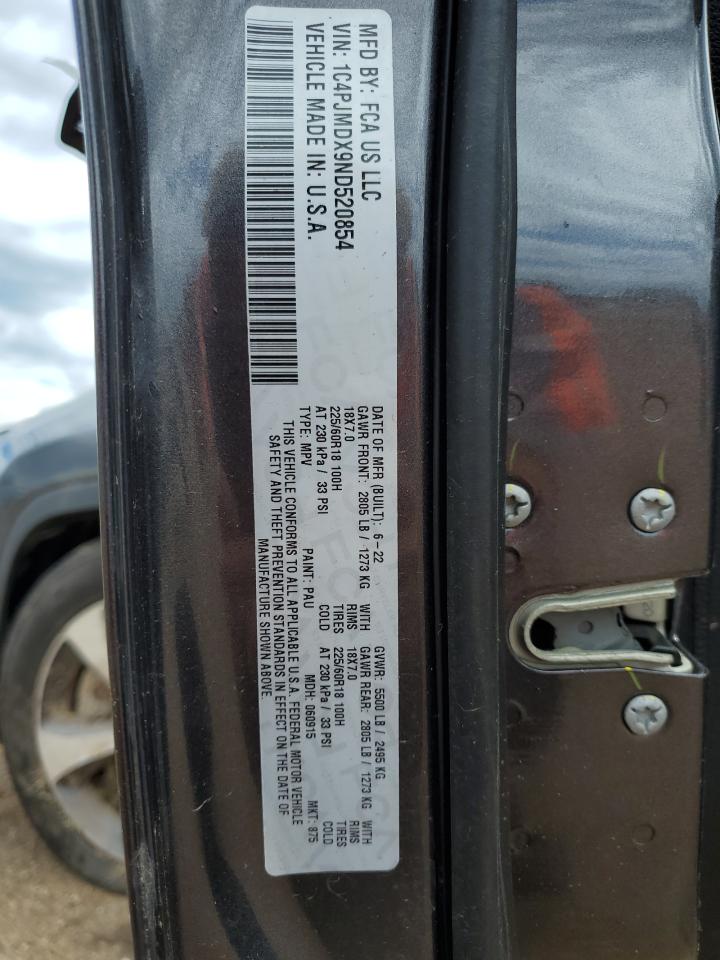 MFD BY: FCA US LLC
VIN: 1C4PJMDX9ND520854
VEHICLE MADE IN: U.S.A.
DATE OF MFR (BUILT): 6-22 GVWR: 5500 LB / 2495 KG
GAWR FRONT: 2805 LB / 1273 KG WITH GAWR REAR: 2805 LB / 1273 KG WITH
18X7.0 RIMS 18X7.0 RIMS
225/60R18 100H TIRES 225/60R18 100H TIRES
AT 230 kPa / 33 PSI COLD AT 230 kPa / 33 PSI COLD
TYPE: MPV PAINT: PAU MDH: 060915 MKT: 875
THIS VEHICLE CONFORMS TO ALL APPLICABLE U.S.A. FEDERAL MOTOR VEHICLE
SAFETY AND THEFT PREVENTION STANDARDS IN EFFECT ON THE DATE OF
MANUFACTURE SHOWN ABOVE.